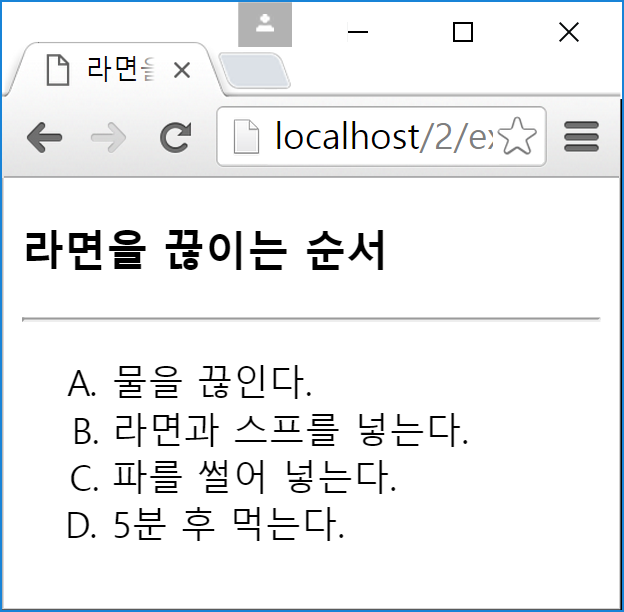 라면을
localhost/2/ex
라면을 끓이는 순서
A. 물을 끓인다.
B. 라면과 스프를 넣는다.
C. 파를 썰어 넣는다.
D. 5분 후 먹는다.